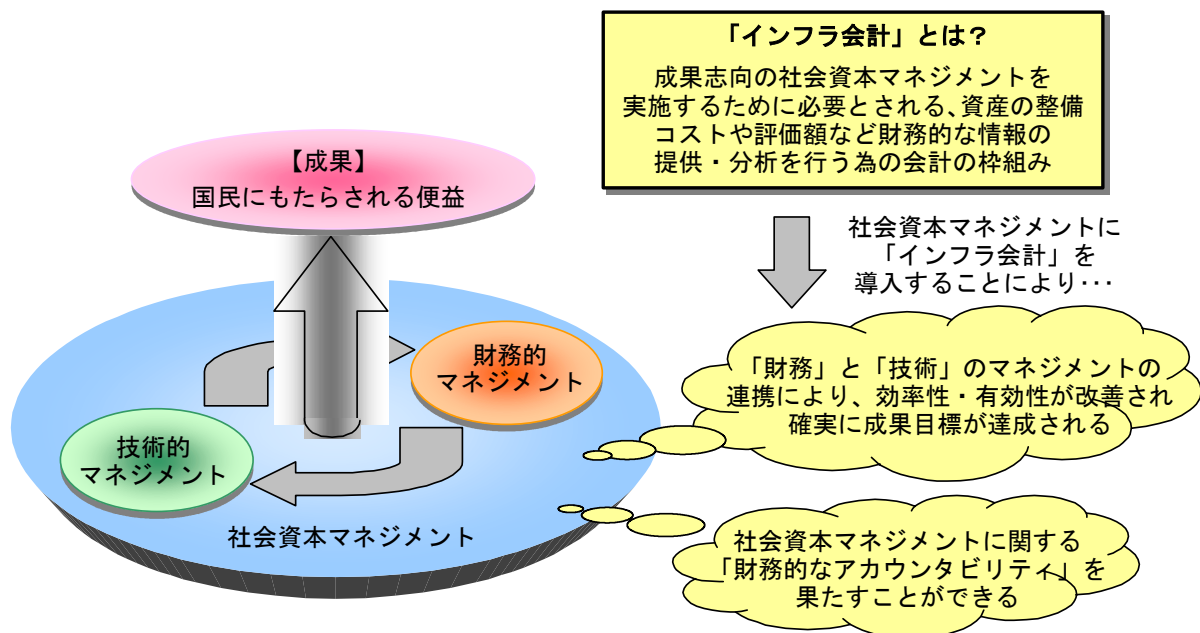 「インフラ会計」とは？
成果志向の社会資本マネジメントを
実施するために必要とされる、資産の整備
コストや評価額など財務的な情報の
提供・分析を行う為の会計の枠組み
【成果】
国民にもたらされる便益
社会資本マネジメントに
「インフラ会計」を
導入することにより･･･
財務的
マネジメント
技術的
マネジメント
社会資本マネジメント
「財務」と「技術」のマネジメントの
連携により、効率性・有効性が改善され
確実に成果目標が達成される
社会資本マネジメントに関する
「財務的なアカウンタビリティ」を
果たすことができる